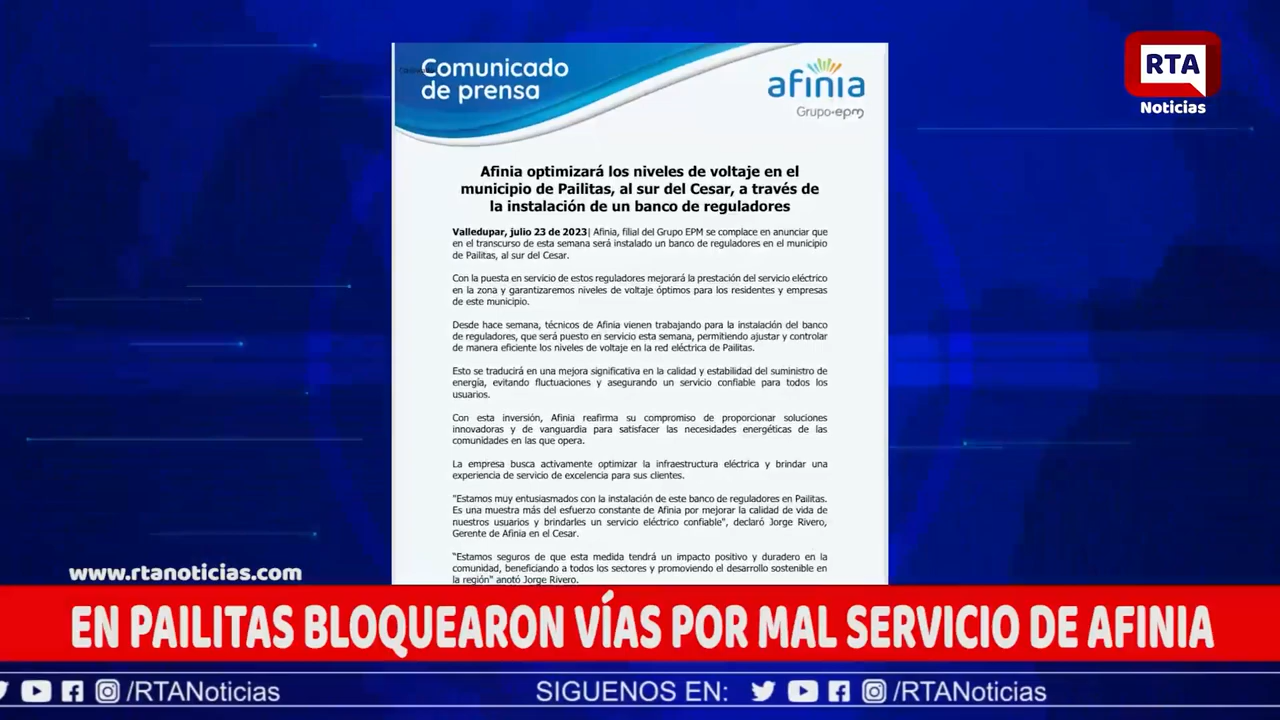 Comunicado
de prensa
afinia
Grupo·epm
RTA
Noticias
Afinia optimizará los niveles de voltaje en el
municipio de Pailitas, al sur del Cesar, a través de
la instalación de un banco de reguladores
Valledupar, julio 23 de 2023| Afinia, filial del Grupo EPM se complace en anunciar que
en el transcurso de esta semana será instalado un banco de reguladores en el municipio
de Pailitas, al sur del Cesar.
Con la puesta en servicio de estos reguladores mejorará la prestación del servicio eléctrico
en la zona y garantizaremos niveles de voltaje óptimos para los residentes y empresas
de este municipio.
Desde hace semana, técnicos de Afinia vienen trabajando para la instalación del banco
de reguladores, que será puesto en servicio esta semana, permitiendo ajustar y controlar
de manera eficiente los niveles de voltaje en la red eléctrica de Pailitas.
Esto se traducirá en una mejora significativa en la calidad y estabilidad del suministro de
energía, evitando fluctuaciones y asegurando un servicio confiable para todos los
usuarios.
Con esta inversión, Afinia reafirma su compromiso de proporcionar soluciones
innovadoras y de vanguardia para satisfacer las necesidades energéticas de las
comunidades en las que opera.
La empresa busca activamente optimizar la infraestructura eléctrica y brindar una
experiencia de servicio de excelencia para sus clientes.
"Estamos muy entusiasmados con la instalación de este banco de reguladores en Pailitas.
Es una muestra más del esfuerzo constante de Afinia por mejorar la calidad de vida de
nuestros usuarios y brindarles un servicio eléctrico confiable", declaró Jorge Rivero,
Gerente de Afinia en el Cesar.
"Estamos seguros de que esta medida tendrá un impacto positivo y duradero en la
comunidad, beneficiando a todos los sectores y promoviendo el desarrollo sostenible en
la región" anotó Jorge Rivero.
www.rtanoticias.com
EN PAILITAS BLOQUEARON VÍAS POR MAL SERVICIO DE AFINIA
/RTANoticias SIGUENOS EN: /RTANoticias